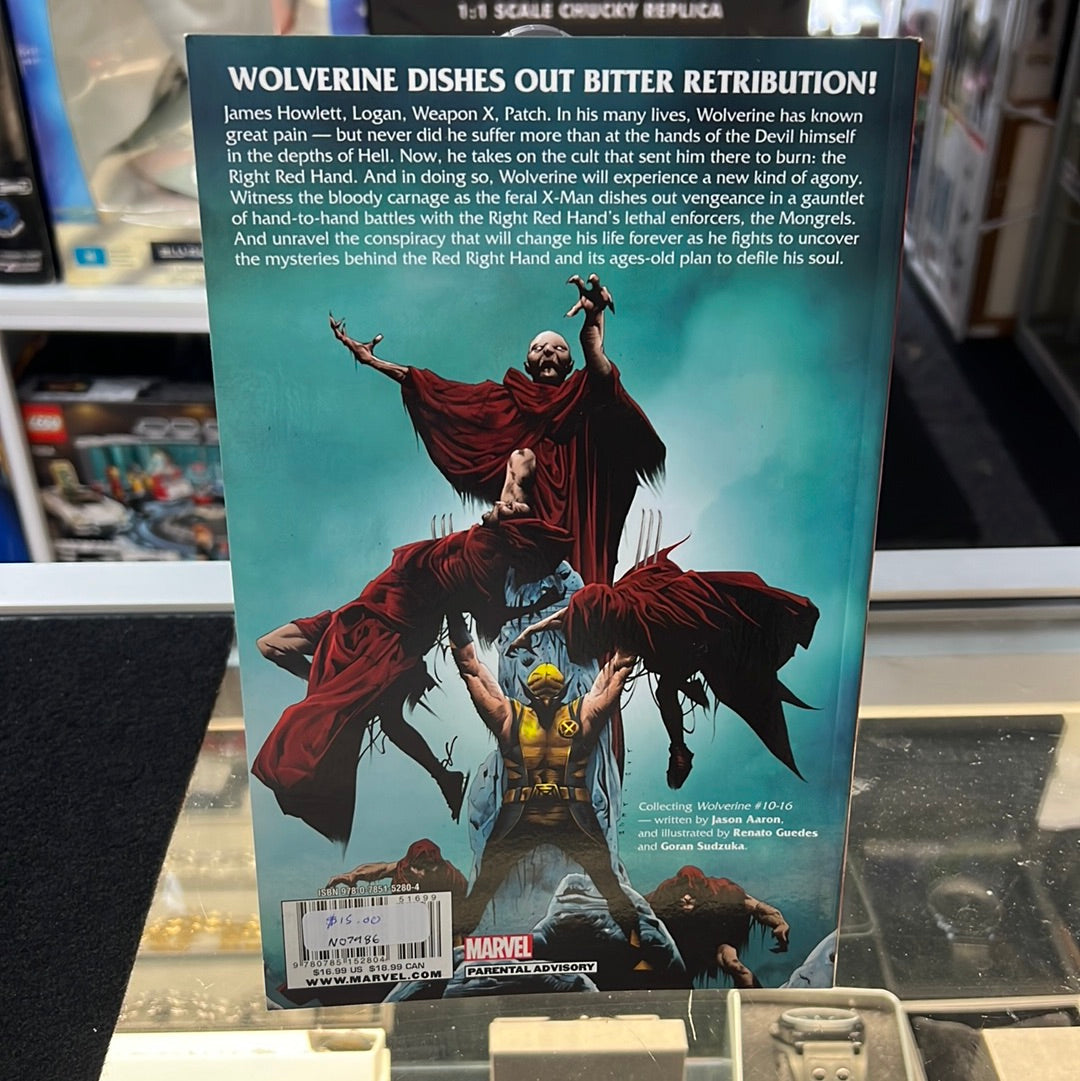 1:1 SCALE CHUCKY REPLICA
WOLVERINE DISHES OUT BITTER RETRIBUTION!
James Howlett, Logan, Weapon X, Patch. In his many lives, Wolverine has known
great pain — but never did he suffer more than at the hands of the Devil himself
in the depths of Hell. Now, he takes on the cult that sent him there to burn: the
Right Red Hand. And in doing so, Wolverine will experience a new kind of agony.
Witness the bloody carnage as the feral X-Man dishes out vengeance in a gauntlet
of hand-to-hand battles with the Right Red Hand's lethal enforcers, the Mongrels.
And unravel the conspiracy that will change his life forever as he fights to uncover
the mysteries behind the Red Right Hand and its ages-old plan to defile his soul.
LEGO
Collecting Wolverine #10-16
— written by Jason Aaron,
and illustrated by Renato Guedes
and Goran Sudzuka.
ISBN 978-0-7851-5280-4
51699
$15.00
N07986
9 780785 152804
$16.99 US $18.99 CAN
WWW.MARVEL.COM
MARVEL
PARENTAL ADVISORY